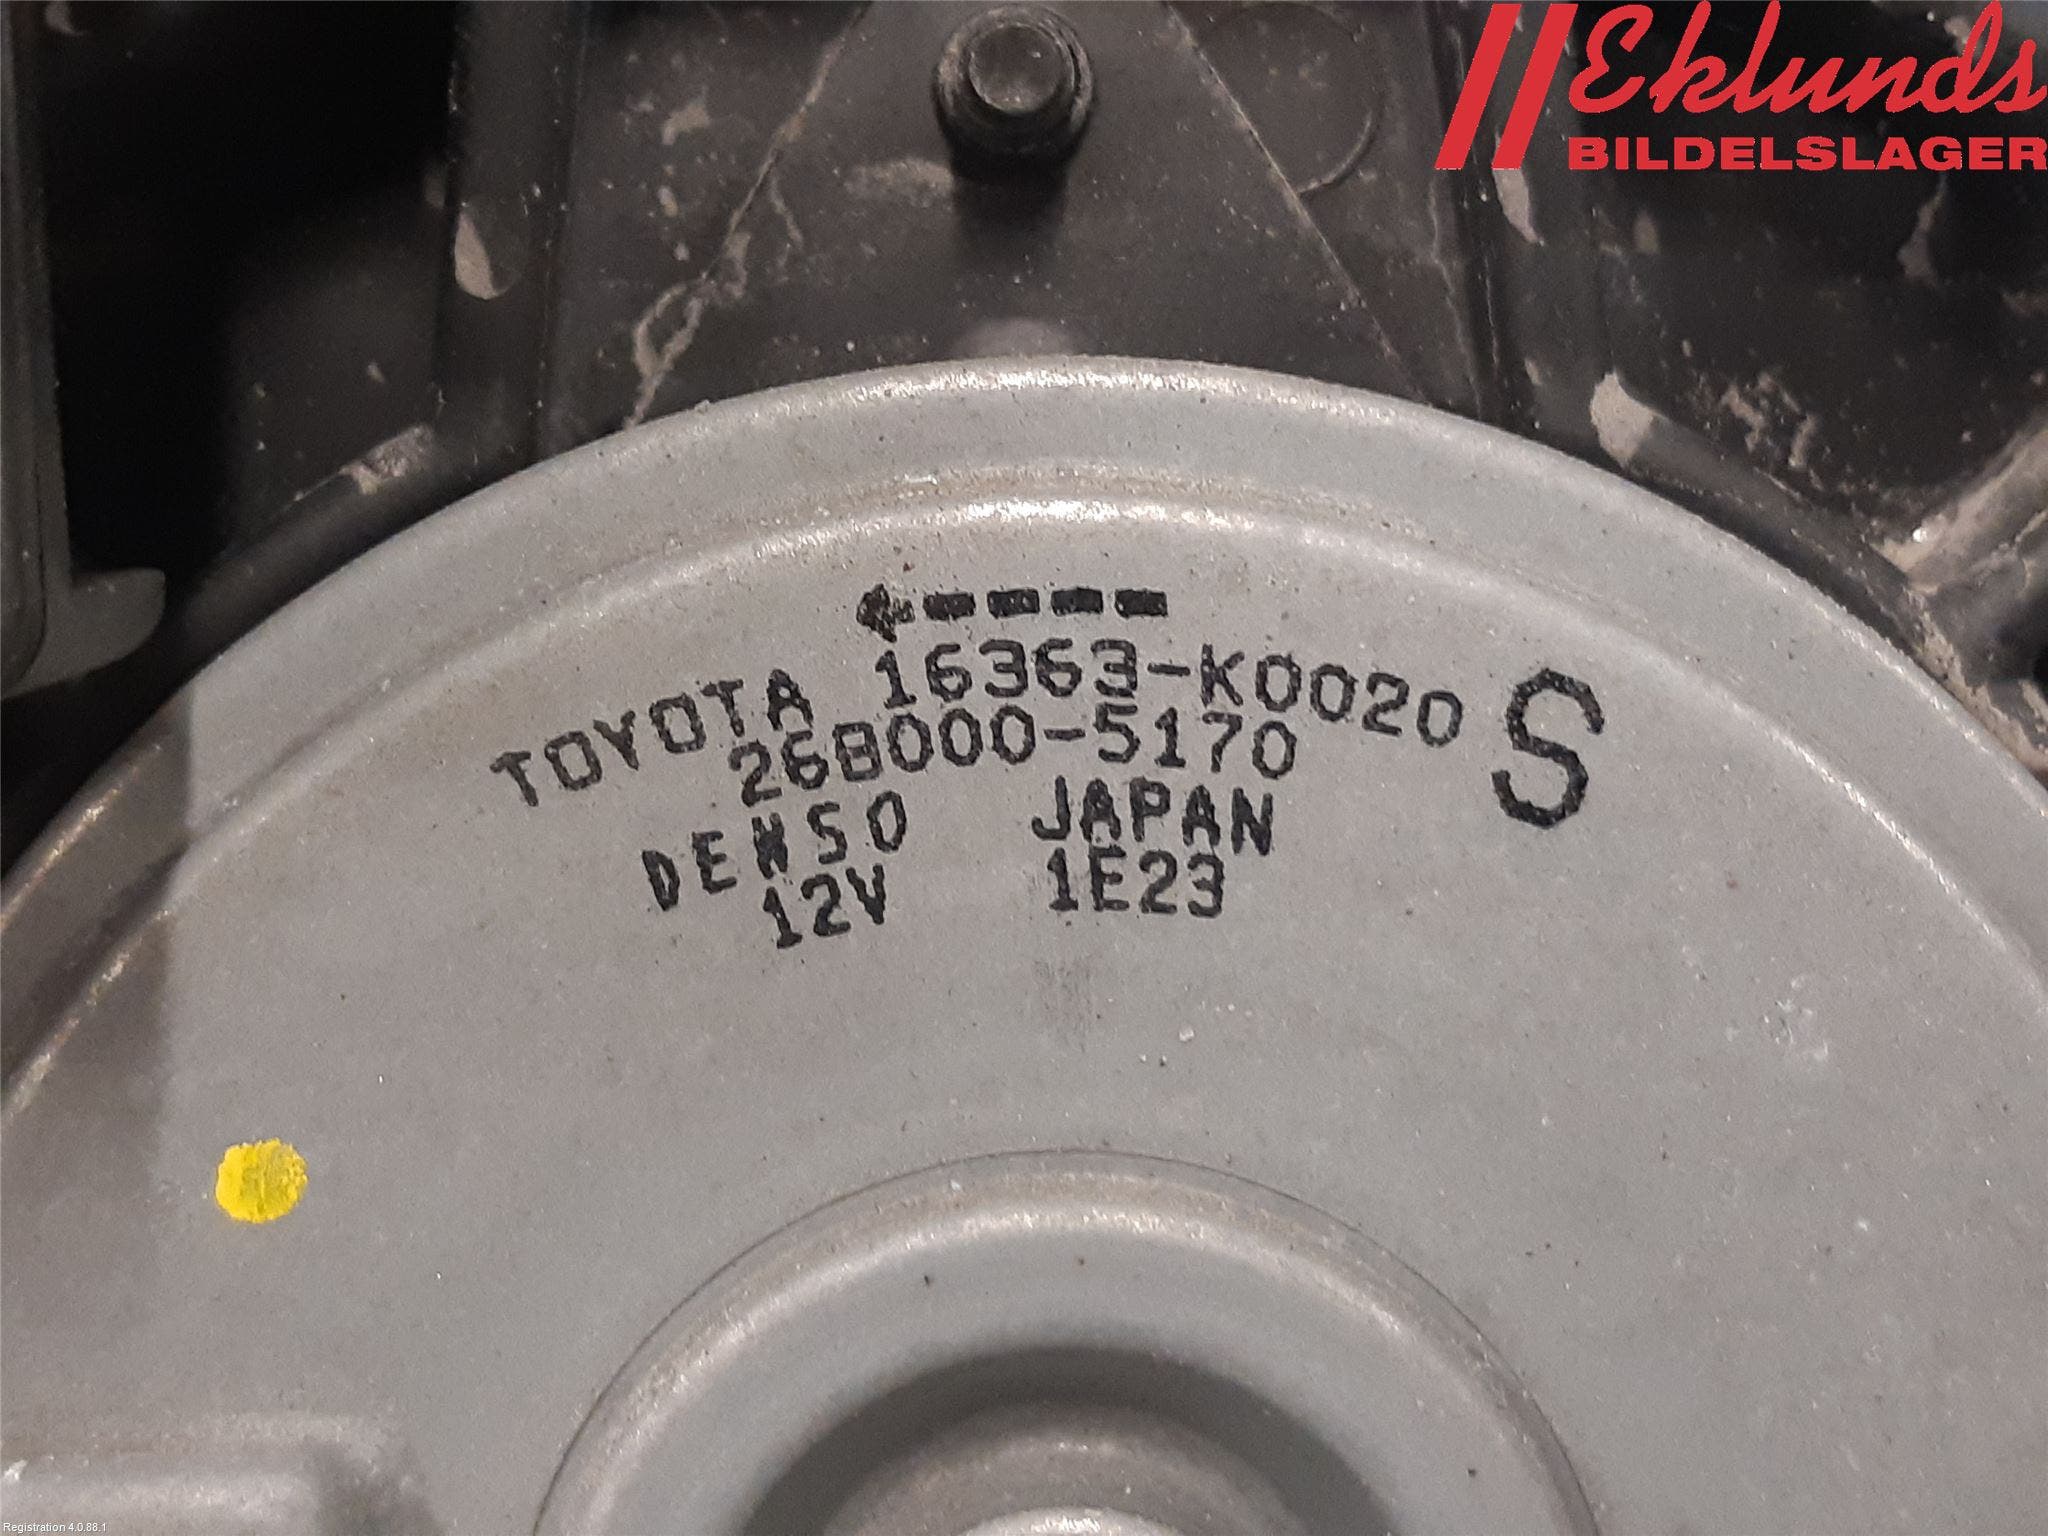 Eklunds
BILDELSLAGER
TOYOTA 16363-K0020 S
268000-5170
DENSO JAPAN
12V 1E23
Registration 4.0.88.1